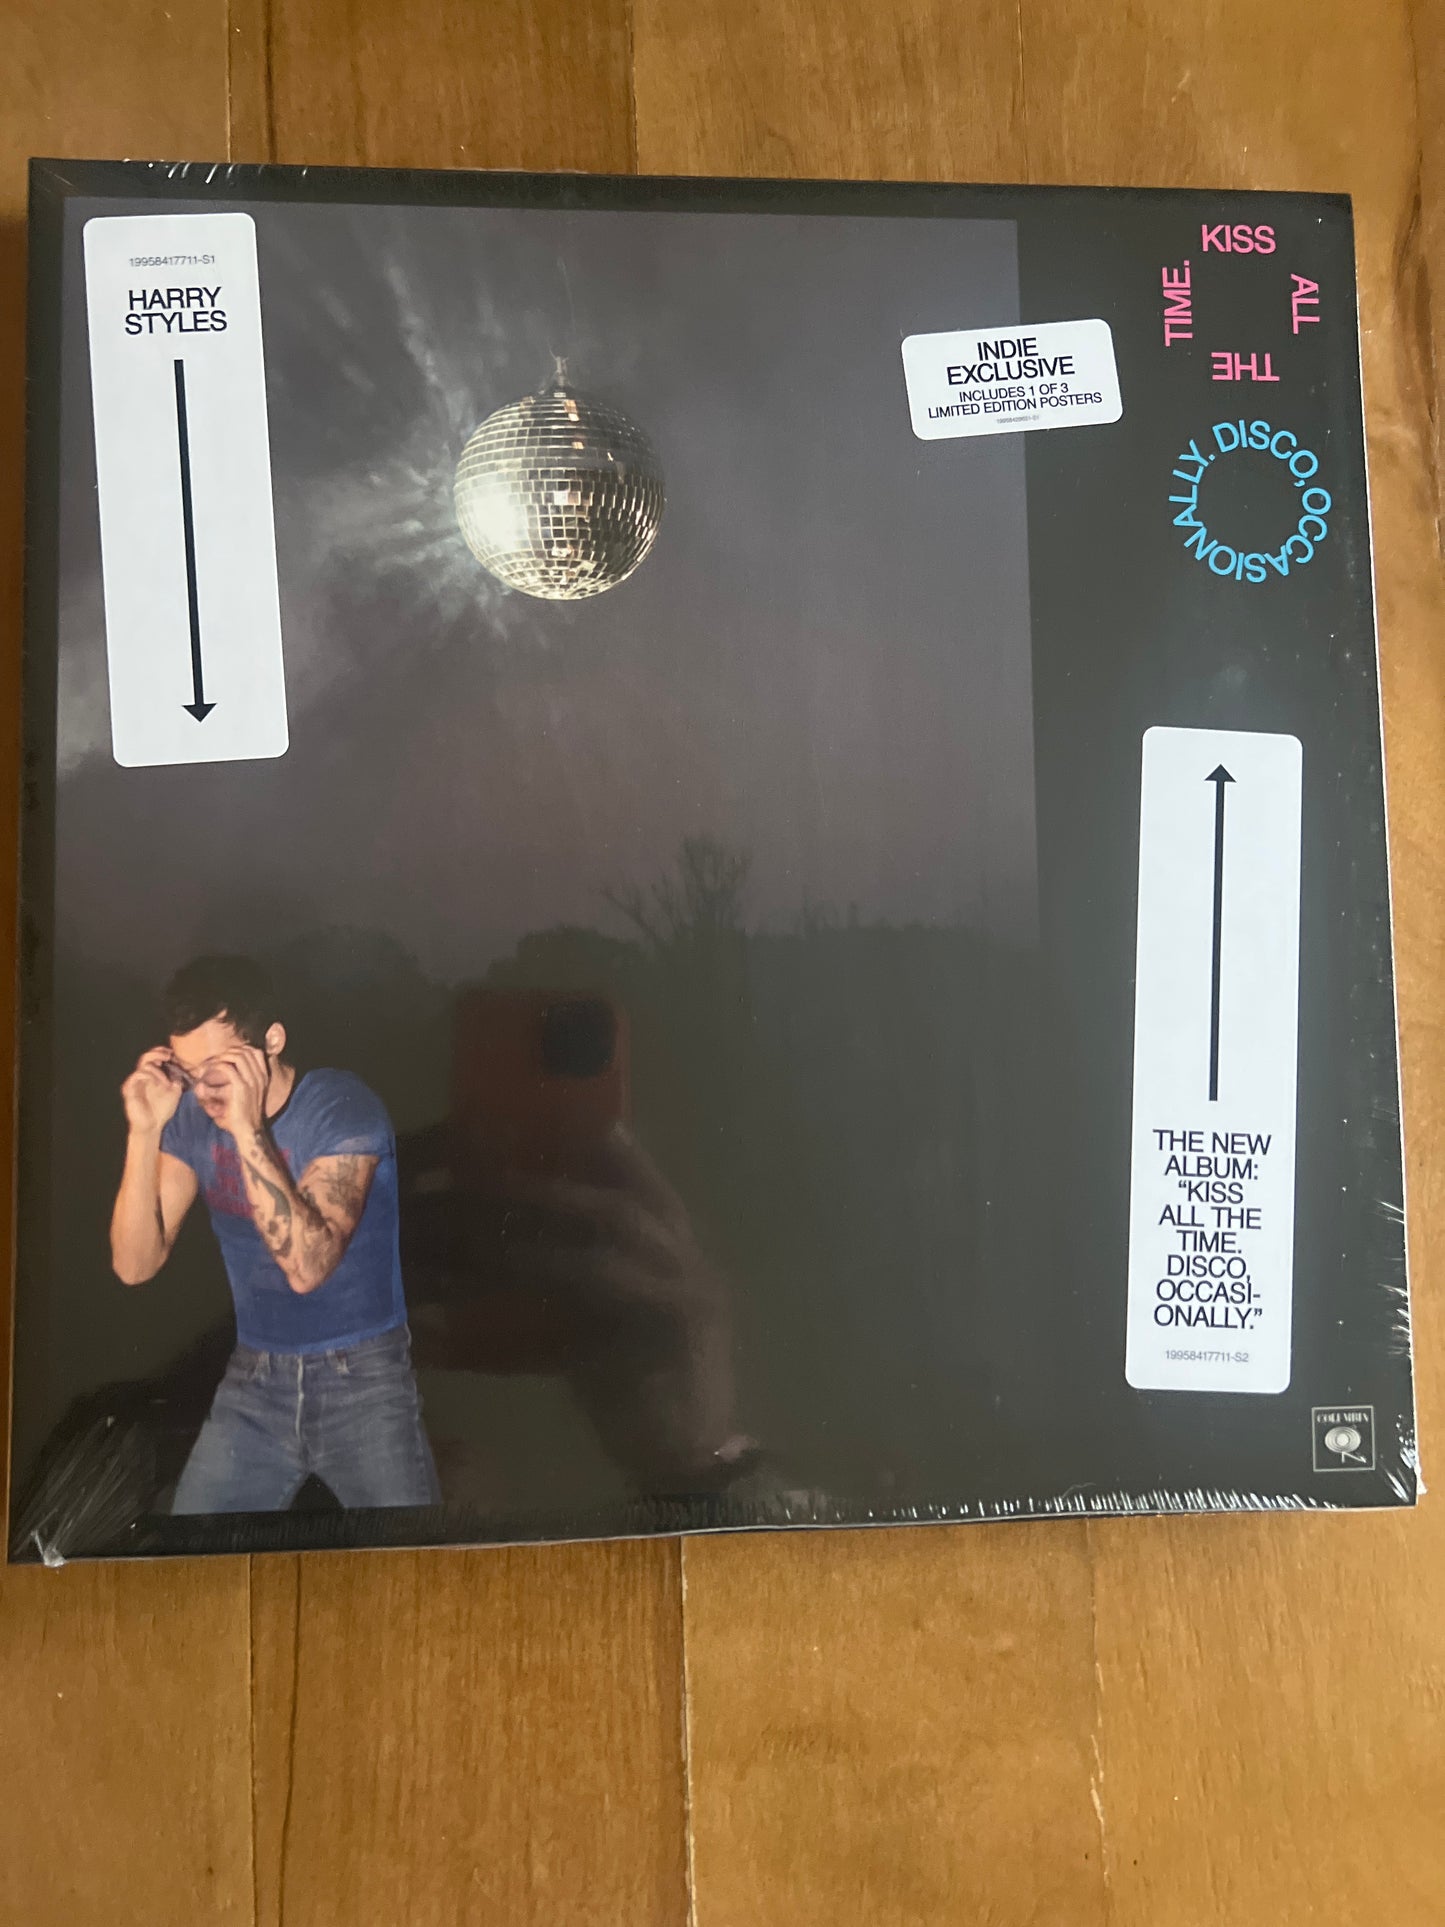 19958417711-S1
HARRY
STYLES
KISS
ALL
THE
TIME.
DISCO, OCCASIONALLY.
INDIE
EXCLUSIVE
INCLUDES 1 OF 3
LIMITED EDITION POSTERS
THE NEW
ALBUM:
“KISS
ALL THE
TIME.
DISCO,
OCCASI-
ONALLY.”
19958417711-S2
COLUMBIA